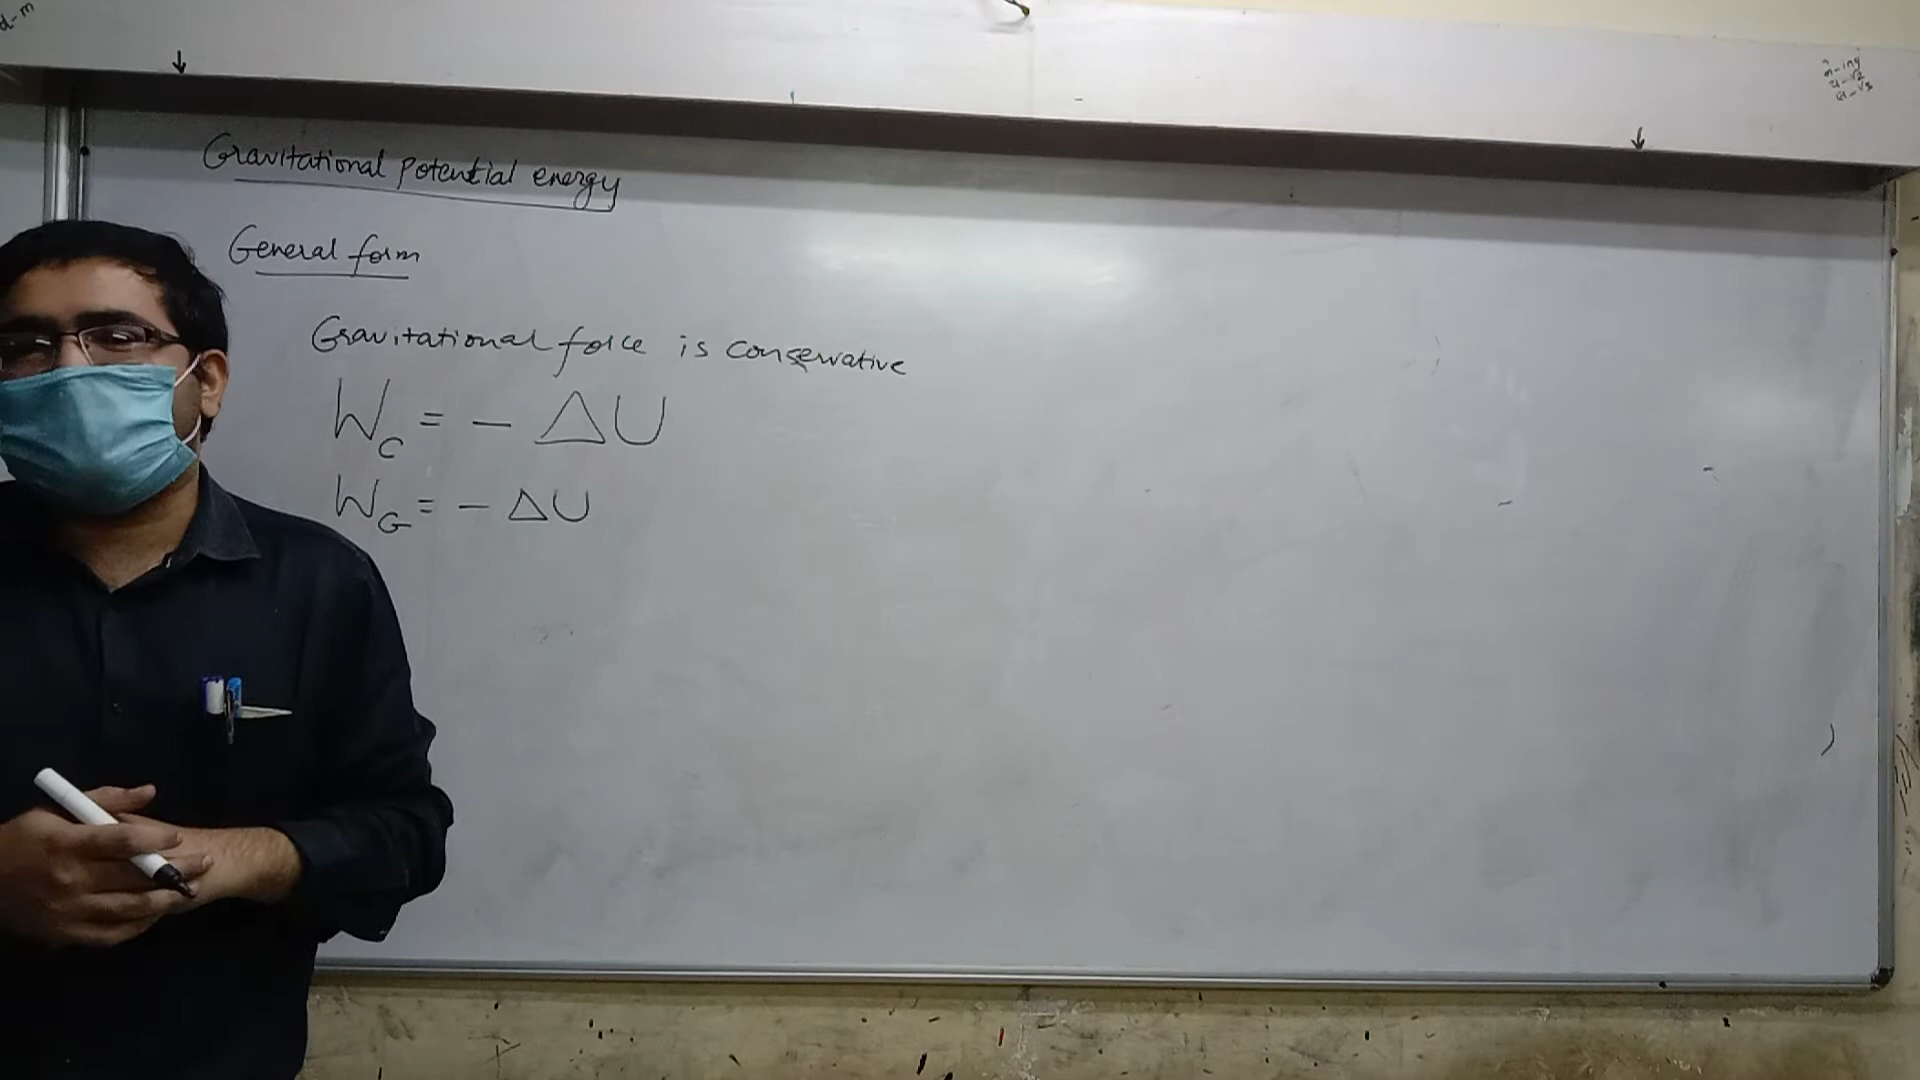 d-m
Gravitational potential energy
General form
Gravitational force is conservative
W_C = - ΔU
W_G = - ΔU